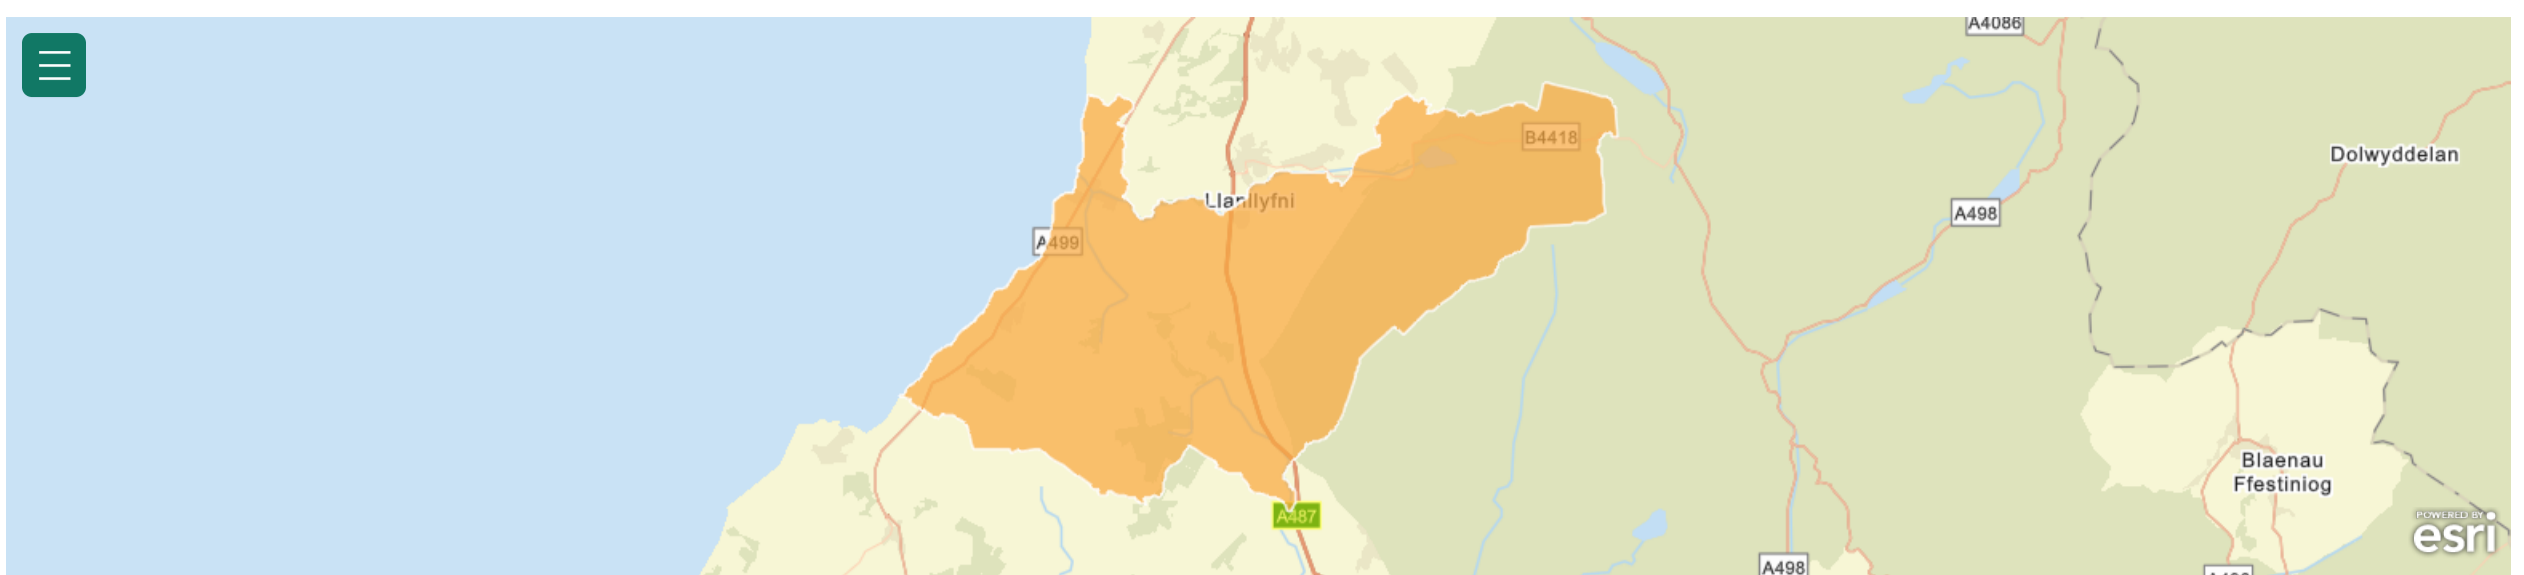 A4086
B4418
Dolwyddelan
Llanllyfni
A498
A499
Blaenau
Ffestiniog
A487
POWERED BY
esri
A498